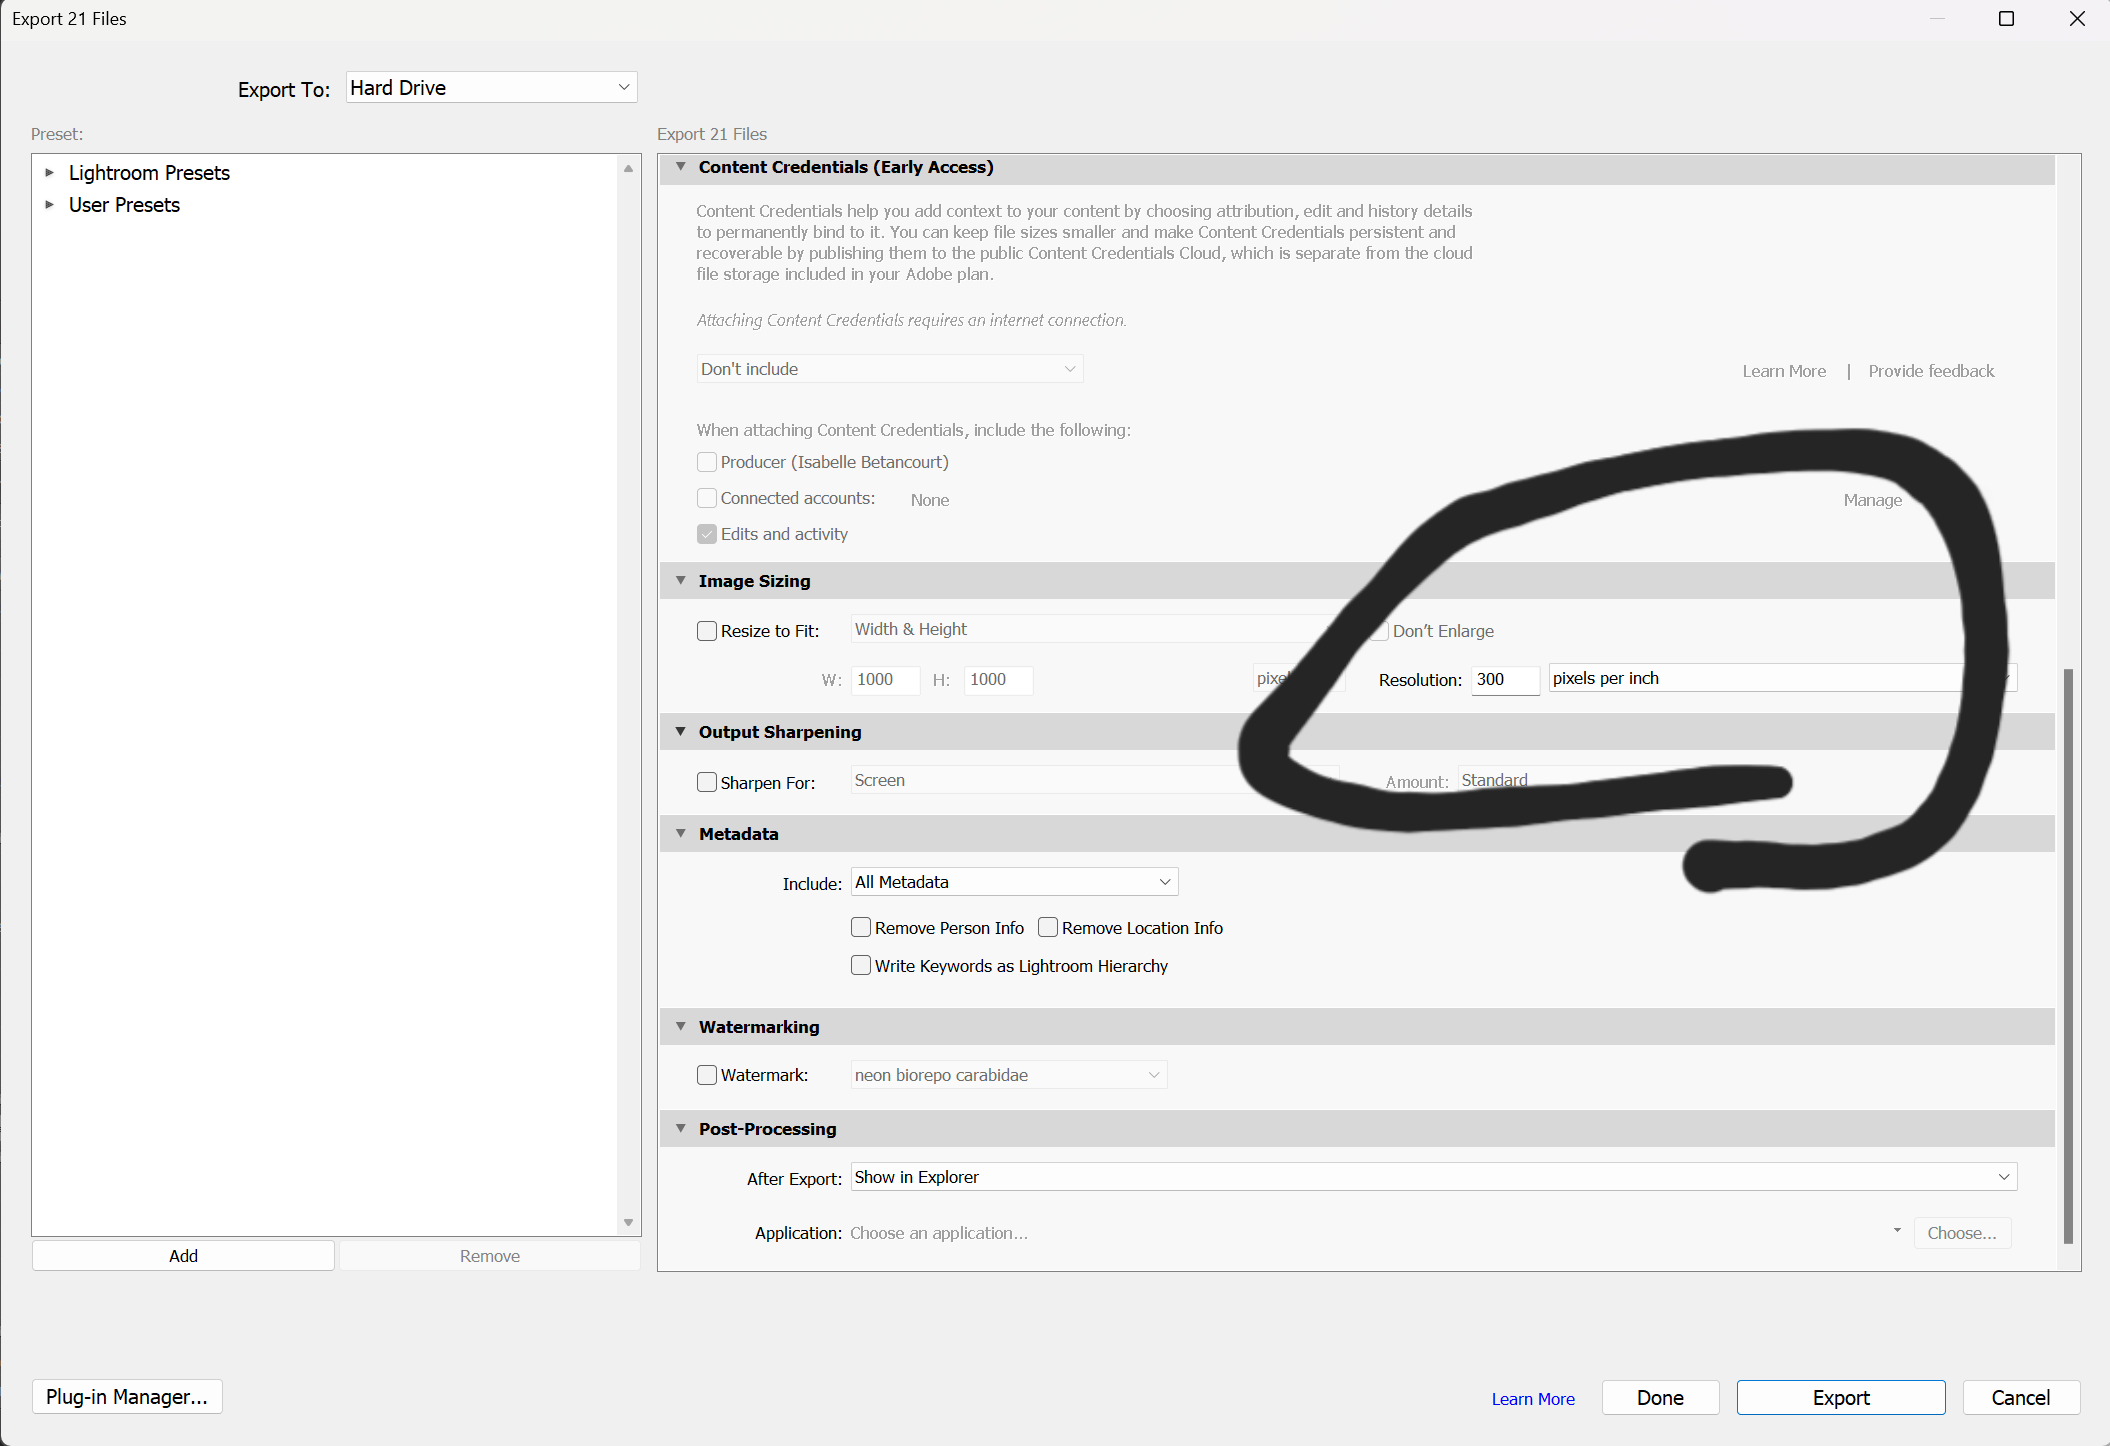 Export 21 Files
Export To: Hard Drive
Preset:
Lightroom Presets
User Presets
Add Remove
Export 21 Files
Content Credentials (Early Access)
Content Credentials help you add context to your content by choosing attribution, edit and history details
to permanently bind to it. You can keep file sizes smaller and make Content Credentials persistent and
recoverable by publishing them to the public Content Credentials Cloud, which is separate from the cloud
file storage included in your Adobe plan.
Attaching Content Credentials requires an internet connection.
Don't include Learn More | Provide feedback
When attaching Content Credentials, include the following:
Producer (Isabelle Betancourt)
Connected accounts: None Manage
Edits and activity
Image Sizing
Resize to Fit: Width & Height Don't Enlarge
W: 1000 H: 1000 Resolution: 300 pixels per inch
Output Sharpening
Sharpen For: Screen Amount: Standard
Metadata
Include: All Metadata
Remove Person Info Remove Location Info
Write Keywords as Lightroom Hierarchy
Watermarking
Watermark: neon biorepo carabidae
Post-Processing
After Export: Show in Explorer
Application: Choose an application... Choose...
Plug-in Manager... Learn More Done Export Cancel